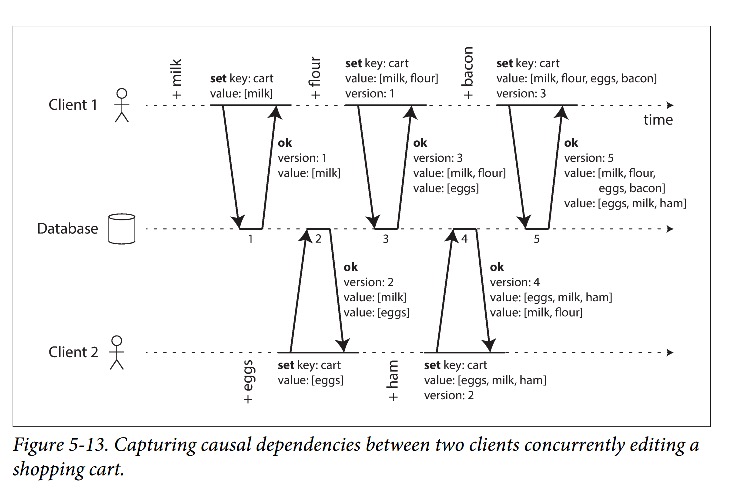 + milk
set key: cart
value: [milk]
+ flour
set key: cart
value: [milk, flour]
version: 1
+ bacon
set key: cart
value: [milk, flour, eggs, bacon]
version: 3
Client 1
time
ok
version: 1
value: [milk]
ok
version: 3
value: [milk, flour]
value: [eggs]
ok
version: 5
value: [milk, flour,
eggs, bacon]
value: [eggs, milk, ham]
Database
1
2
3
4
5
ok
version: 2
value: [milk]
value: [eggs]
ok
version: 4
value: [eggs, milk, ham]
value: [milk, flour]
Client 2
+ eggs
set key: cart
value: [eggs]
+ ham
set key: cart
value: [eggs, milk, ham]
version: 2
Figure 5-13. Capturing causal dependencies between two clients concurrently editing a
shopping cart.